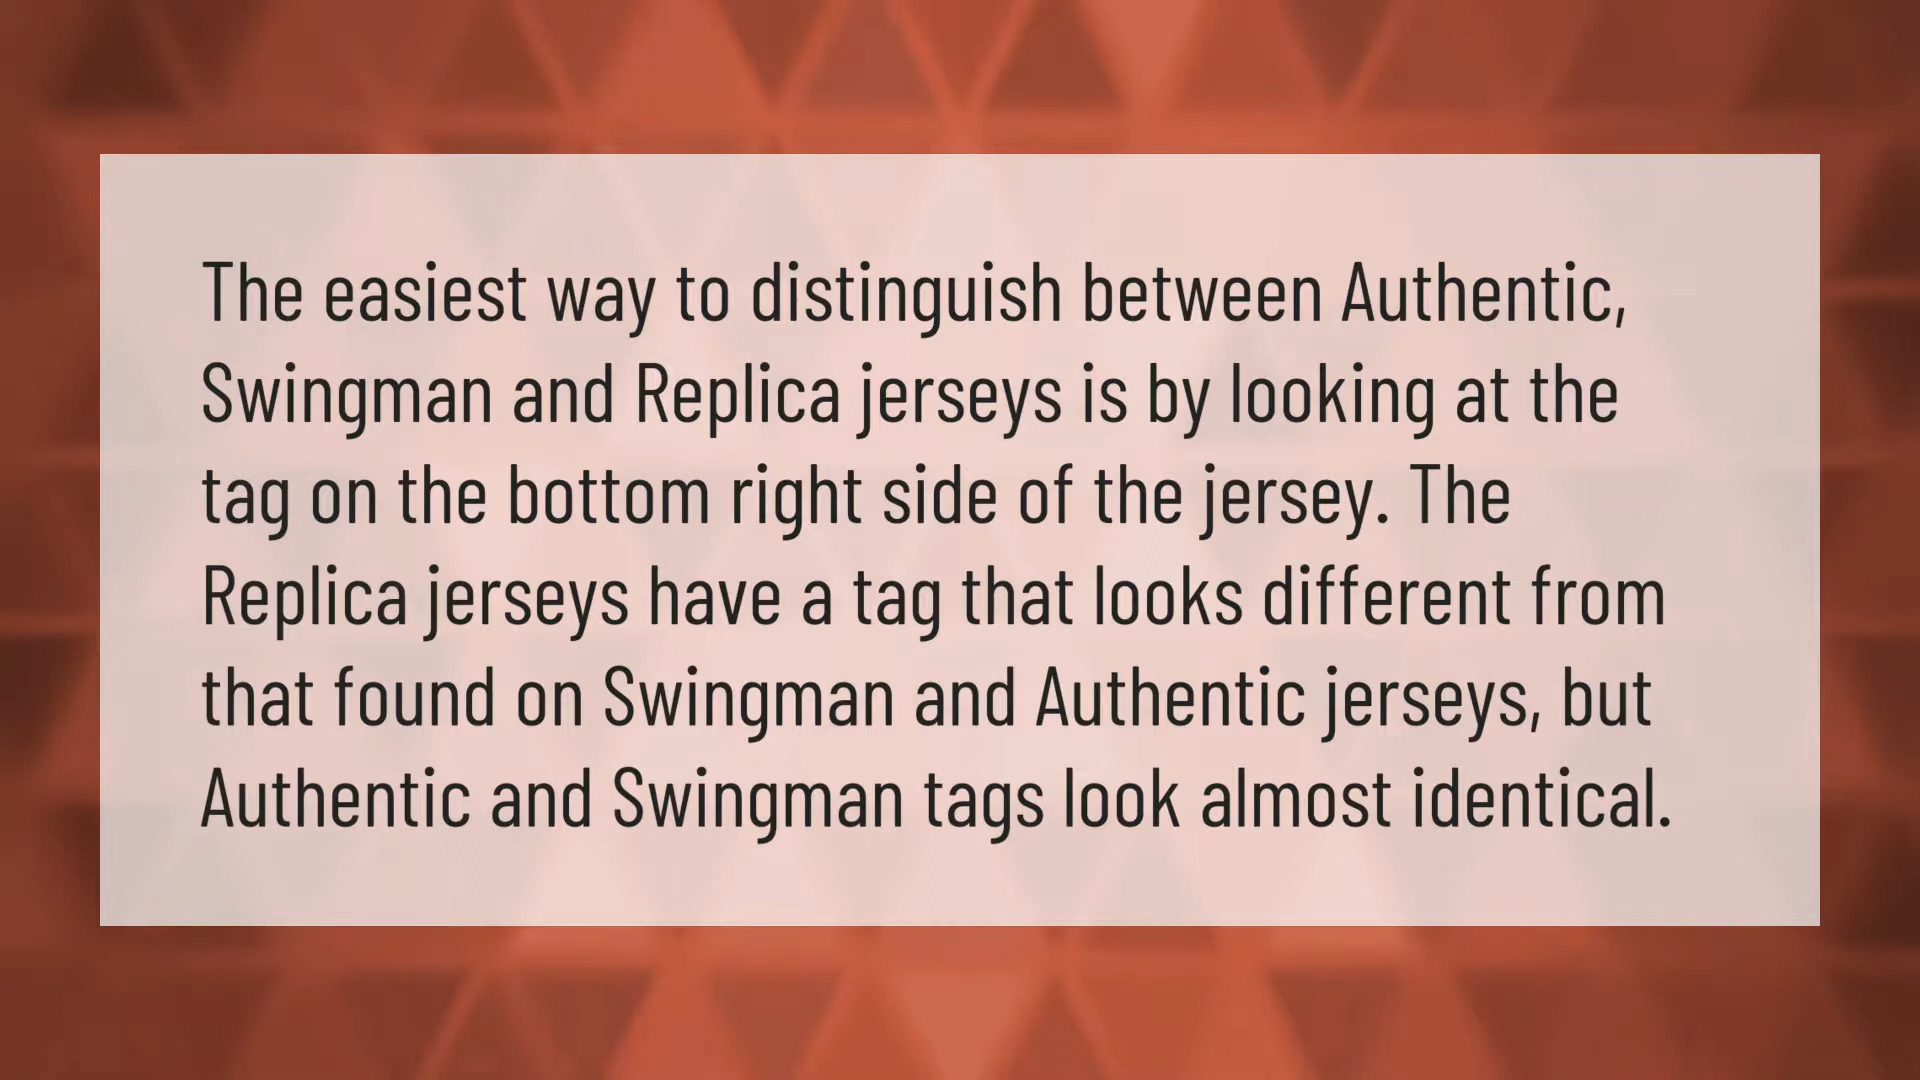 The easiest way to distinguish between Authentic,
Swingman and Replica jerseys is by looking at the
tag on the bottom right side of the jersey. The
Replica jerseys have a tag that looks different from
that found on Swingman and Authentic jerseys, but
Authentic and Swingman tags look almost identical.